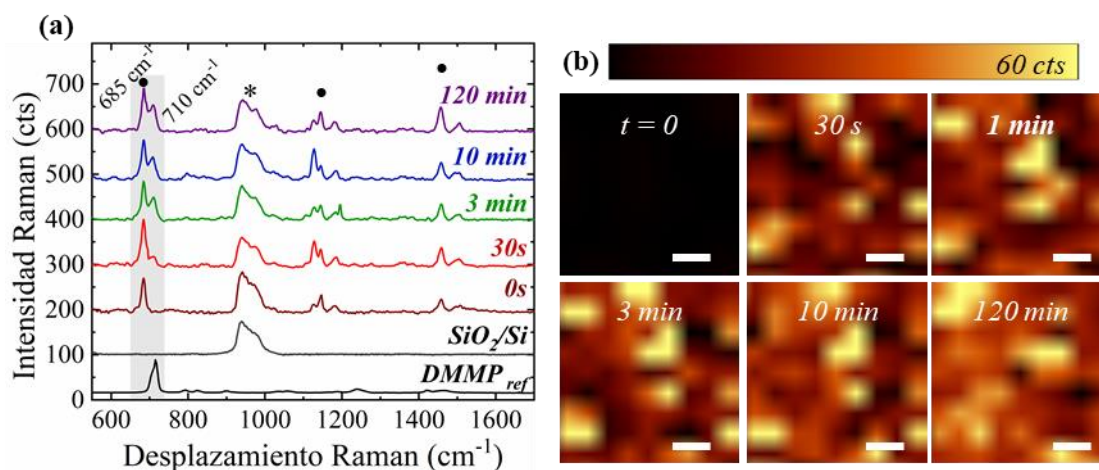 (a)
Intensidad Raman (cts)
700
600
500
400
300
200
100
0
685 cm⁻¹
710 cm⁻¹
●
*
●
●
120 min
10 min
3 min
30s
0s
SiO₂/Si
DMMP ref
600
800
1000
1200
1400
1600
Desplazamiento Raman (cm⁻¹)
(b)
60 cts
t = 0
30 s
1 min
3 min
10 min
120 min